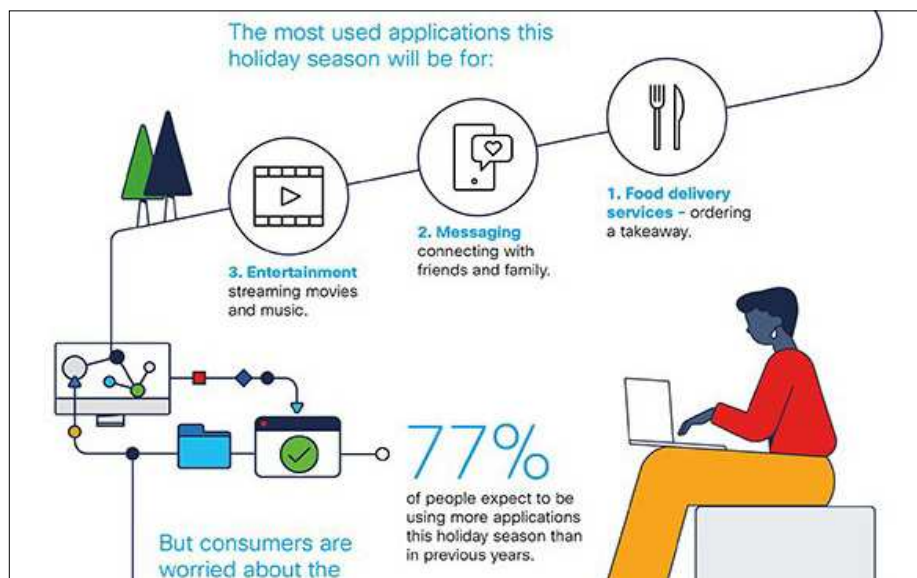 The most used applications this
holiday season will be for:
1. Food delivery
services - ordering
a takeaway.
2. Messaging
connecting with
friends and family.
3. Entertainment
streaming movies
and music.
77%
of people expect to be
using more applications
this holiday season than
in previous years.
But consumers are
worried about the